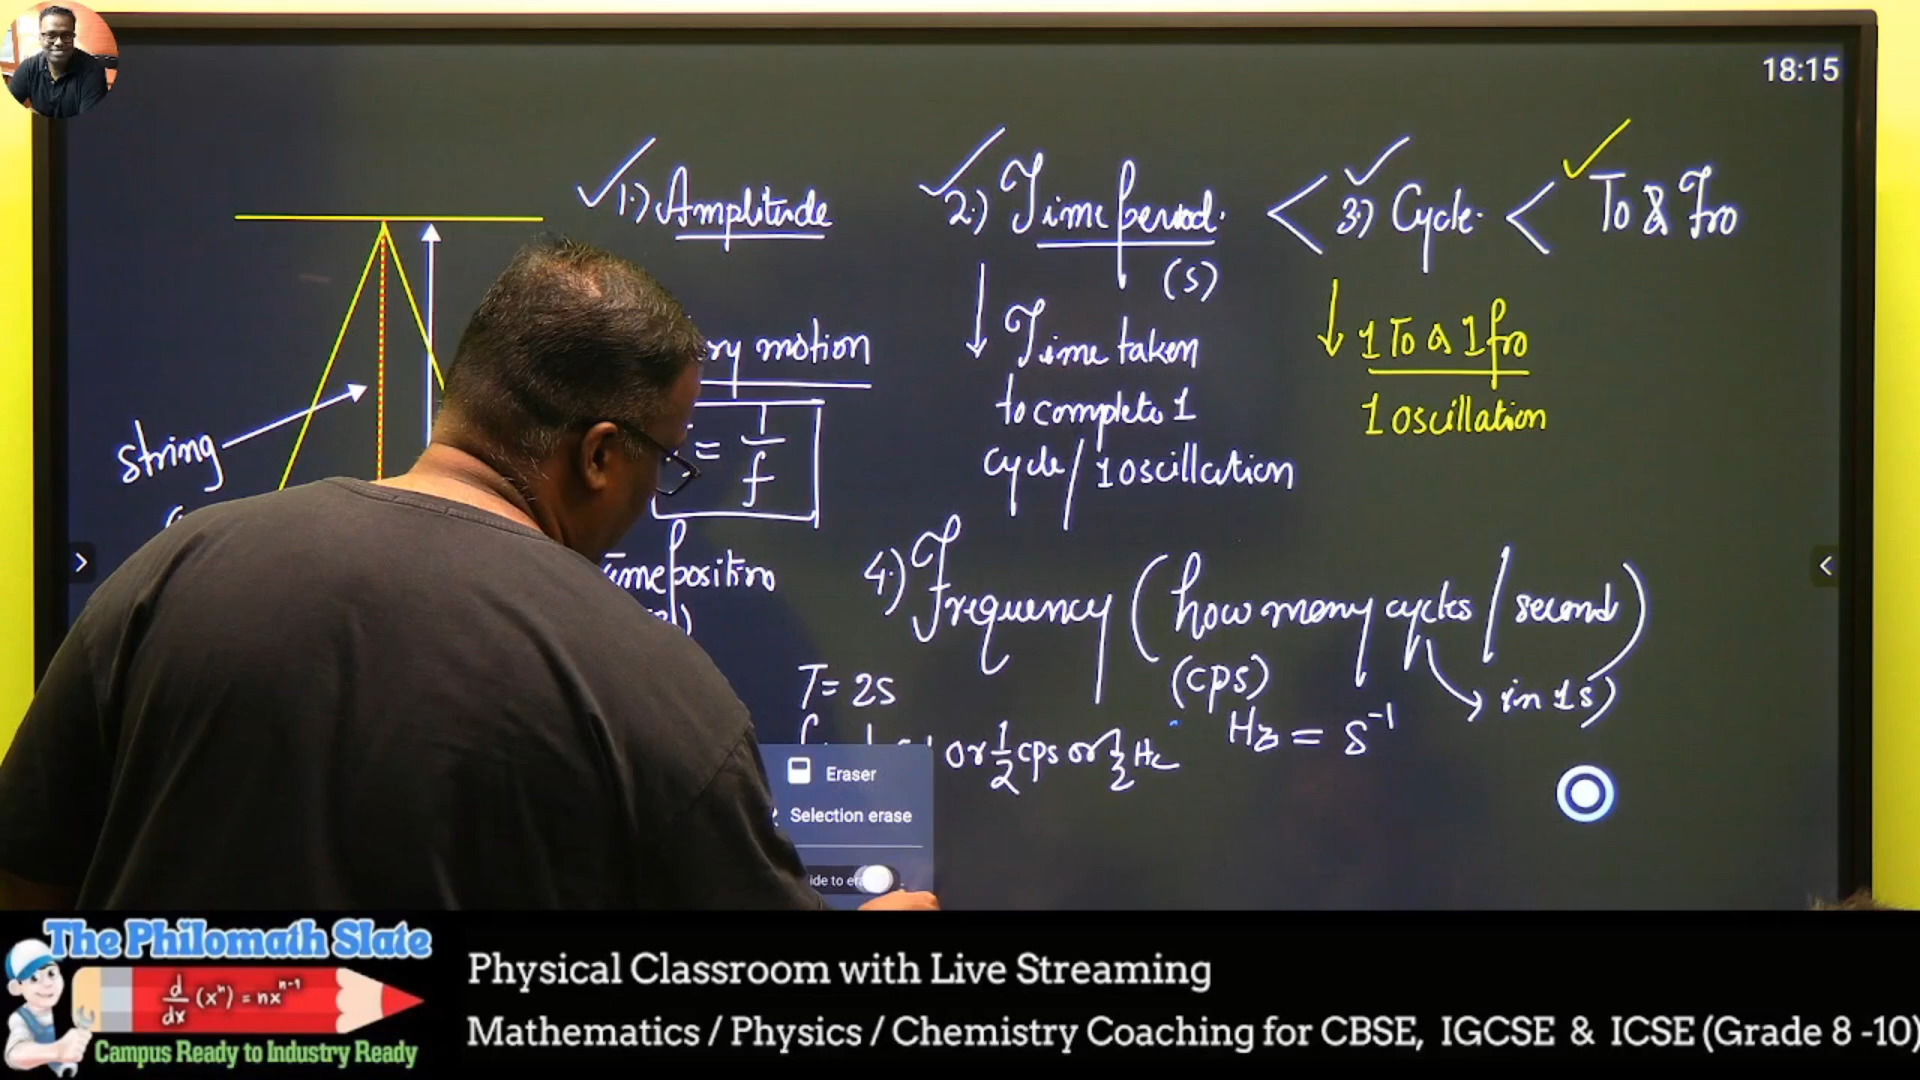 18:15
1.) Amplitude
2.) Time period.
(s)
< 3.) Cycle. < To & Fro
motion
Time taken
to complete 1
cycle / 1 oscillation
1 To & 1 fro
1 oscillation
= 1/f
string
position
4.) Frequency (how many cycles / second)
(cps)
in 1s)
T = 2s
or 1/2 cps or 1/2 Hz
Hz = s⁻¹
Eraser
Selection erase
The Philomath Slate
d/dx (xⁿ) = nxⁿ⁻¹
Campus Ready to Industry Ready
Physical Classroom with Live Streaming
Mathematics / Physics / Chemistry Coaching for CBSE, IGCSE & ICSE (Grade 8 -10)